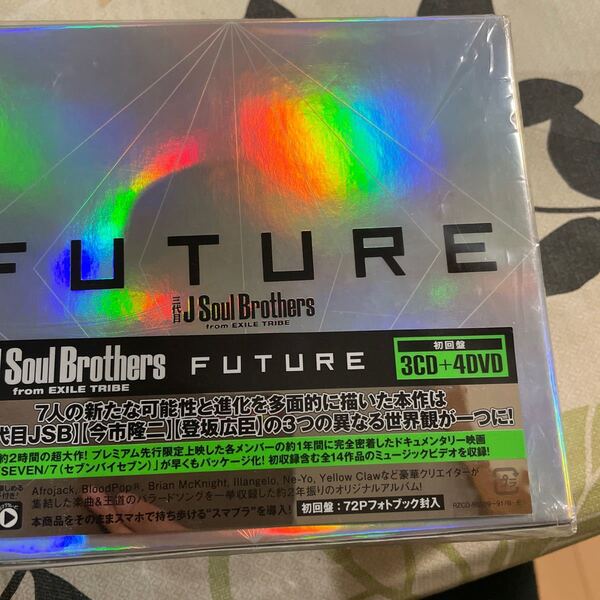 FUTURE
三代目 J Soul Brothers
from EXILE TRIBE
J Soul Brothers FUTURE 初回盤
from EXILE TRIBE 3CD+4DVD
7人の新たな可能性と進化を多面的に描いた本作は
代目JSB】【今市隆二】【登坂広臣】の3つの異なる世界観が一つに!
約2時間の超大作! プレミアム先行限定上映した各メンバーの約1年間に完全密着したドキュメンタリー映画
SEVEN/7(セブンバイセブン)」が早くもパッケージ化! 初収録含む全14作品のミュージックビデオを収録!
Afrojack, BloodPop®, Brian McKnight, Illangelo, Ne-Yo, Yellow Clawなど豪華クリエイターが
集結した楽曲&王道のバラードソングを一挙収録した約2年振りのオリジナルアルバム!
本商品をそのままスマホで持ち歩ける“スマプラ”を導入! 初回盤:72Pフォトブック封入